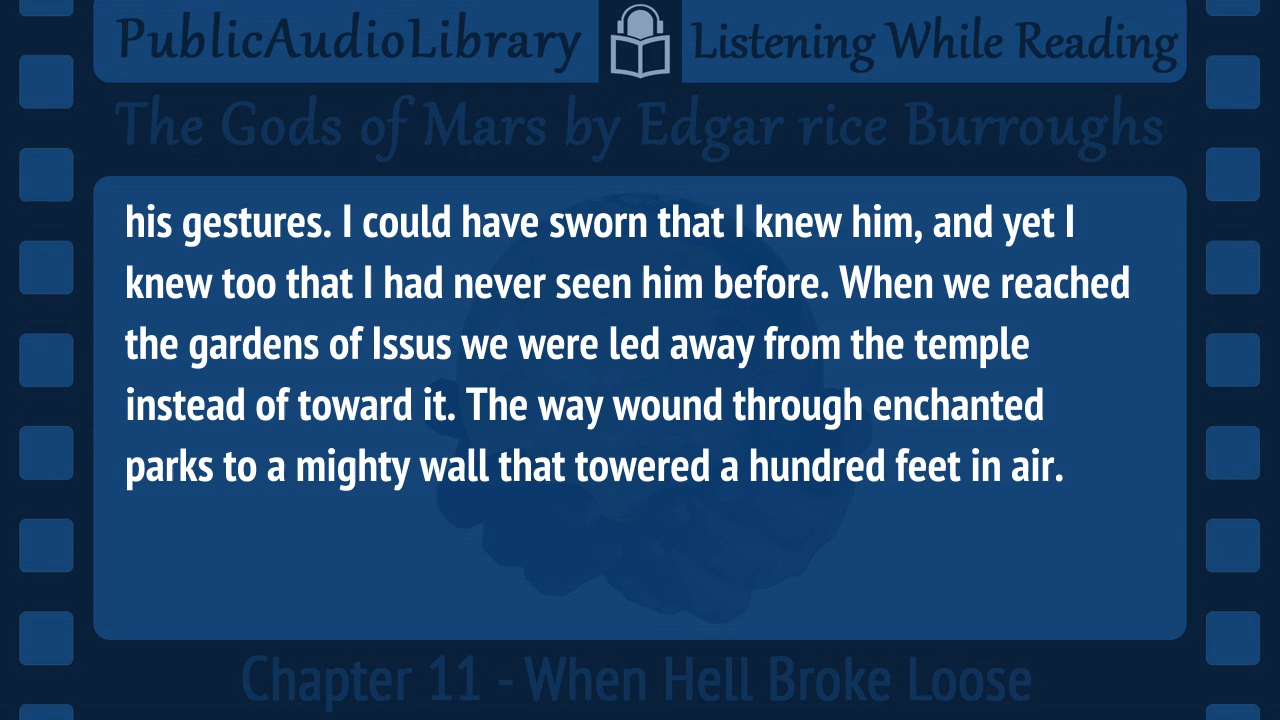 PublicAudioLibrary Listening While Reading
The Gods of Mars by Edgar rice Burroughs
his gestures. I could have sworn that I knew him, and yet I
knew too that I had never seen him before. When we reached
the gardens of Issus we were led away from the temple
instead of toward it. The way wound through enchanted
parks to a mighty wall that towered a hundred feet in air.
Chapter 11 - When Hell Broke Loose